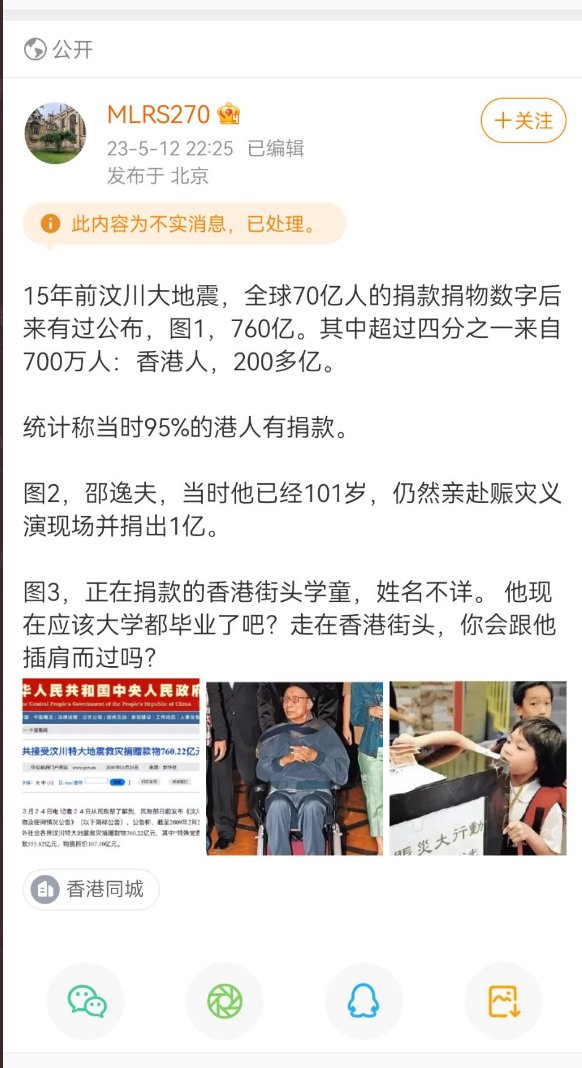 公开
MLRS270
+关注
23-5-12 22:25 已编辑
发布于 北京
此内容为不实消息，已处理。
15年前汶川大地震，全球70亿人的捐款捐物数字后
来有过公布，图1，760亿。其中超过四分之一来自
700万人：香港人，200多亿。
统计称当时95%的港人有捐款。
图2，邵逸夫，当时他已经101岁，仍然亲赴赈灾义
演现场并捐出1亿。
图3，正在捐款的香港街头学童，姓名不详。 他现
在应该大学都毕业了吧？走在香港街头，你会跟他
插肩而过吗？
华人民共和国中央人民政府
Central People's Government of the People's Republic of China
共接受汶川特大地震救灾捐赠款物760.22亿元
赈災大行動
香港同城